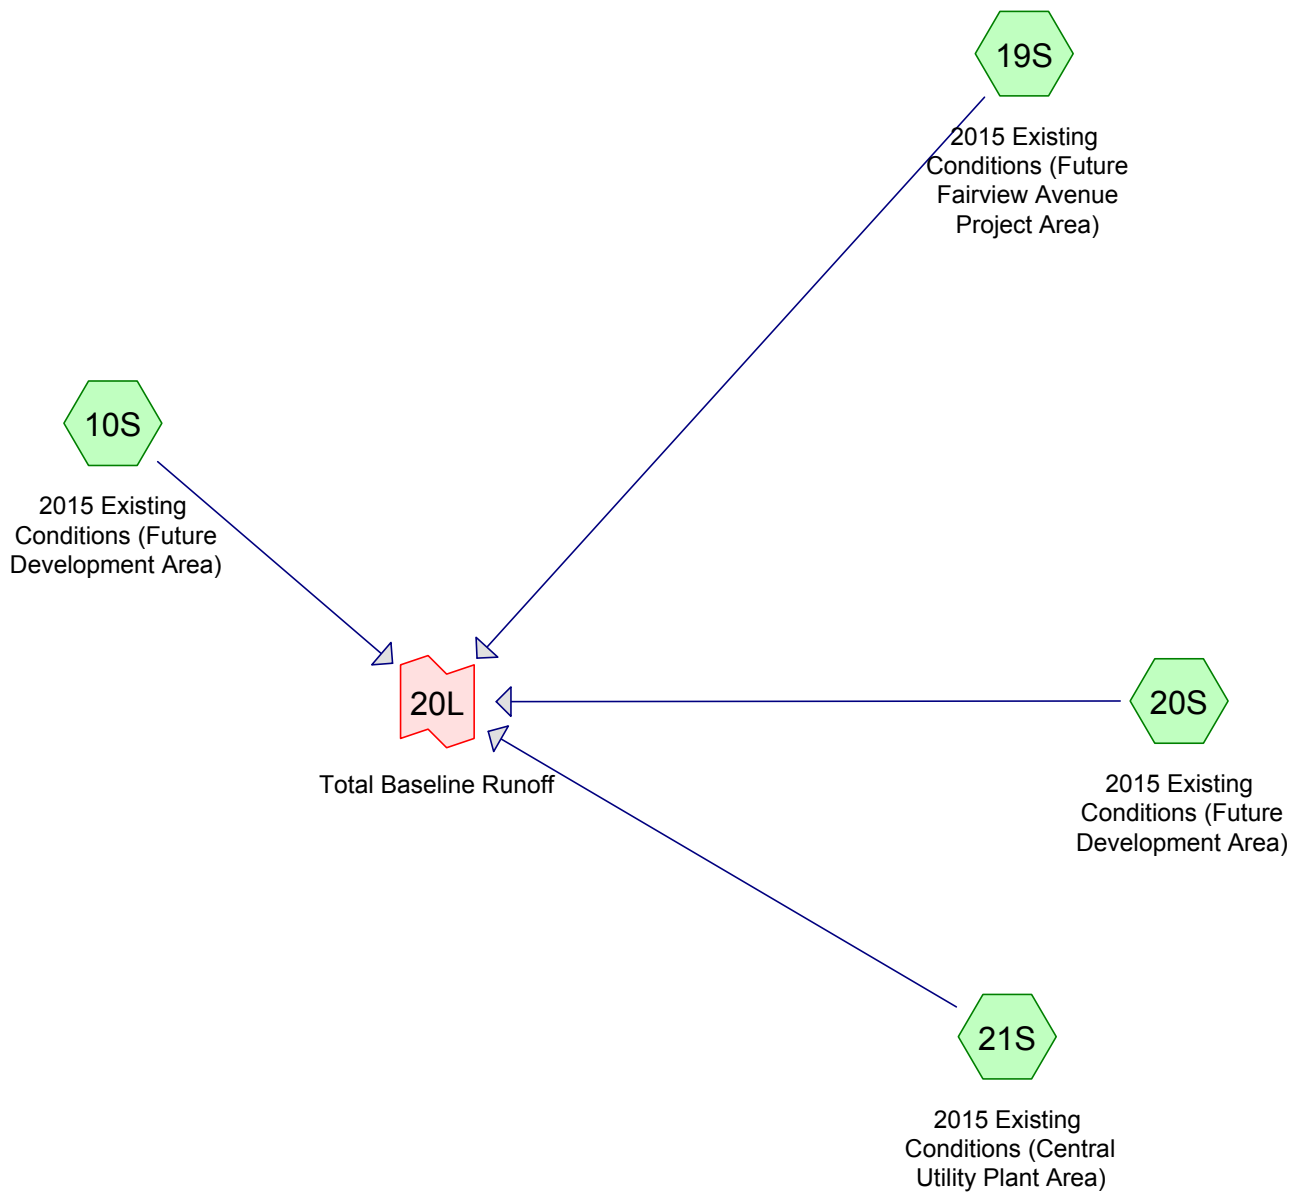 19S
2015 Existing
Conditions (Future
Fairview Avenue
Project Area)
10S
2015 Existing
Conditions (Future
Development Area)
20L
Total Baseline Runoff
20S
2015 Existing
Conditions (Future
Development Area)
21S
2015 Existing
Conditions (Central
Utility Plant Area)